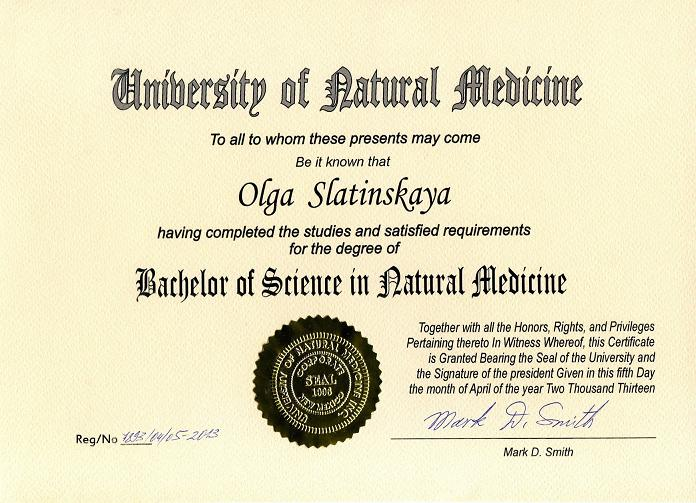 University of Natural Medicine
To all to whom these presents may come
Be it known that
Olga Slatinskaya
having completed the studies and satisfied requirements
for the degree of
Bachelor of Science in Natural Medicine
Together with all the Honors, Rights, and Privileges
Pertaining thereto In Witness Whereof, this Certificate
is Granted Bearing the Seal of the University and
the Signature of the president Given in this fifth Day
the month of April of the year Two Thousand Thirteen
UNIVERSITY OF NATURAL MEDICINE INC.
CORPORATE
SEAL
NEW MEXICO
Mark D. Smith
Reg/No /04/05-2013
Mark D. Smith